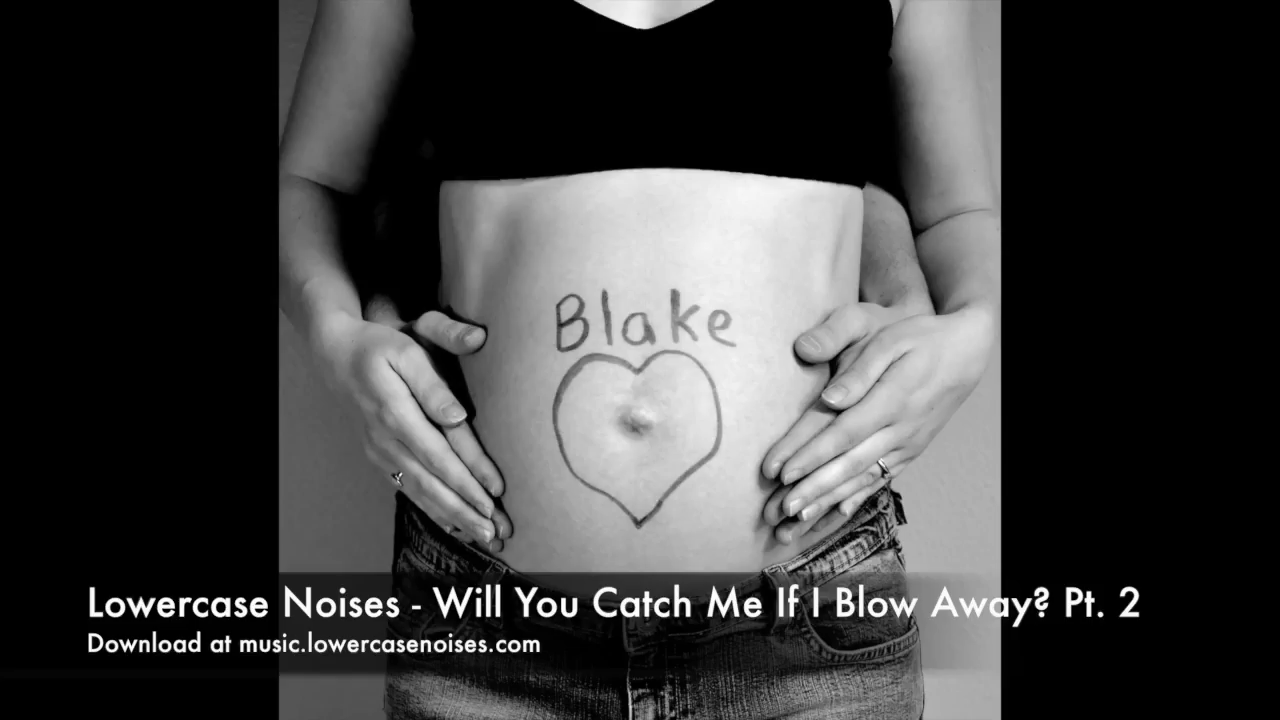 Blake
Lowercase Noises - Will You Catch Me If I Blow Away? Pt. 2
Download at music.lowercasenoises.com